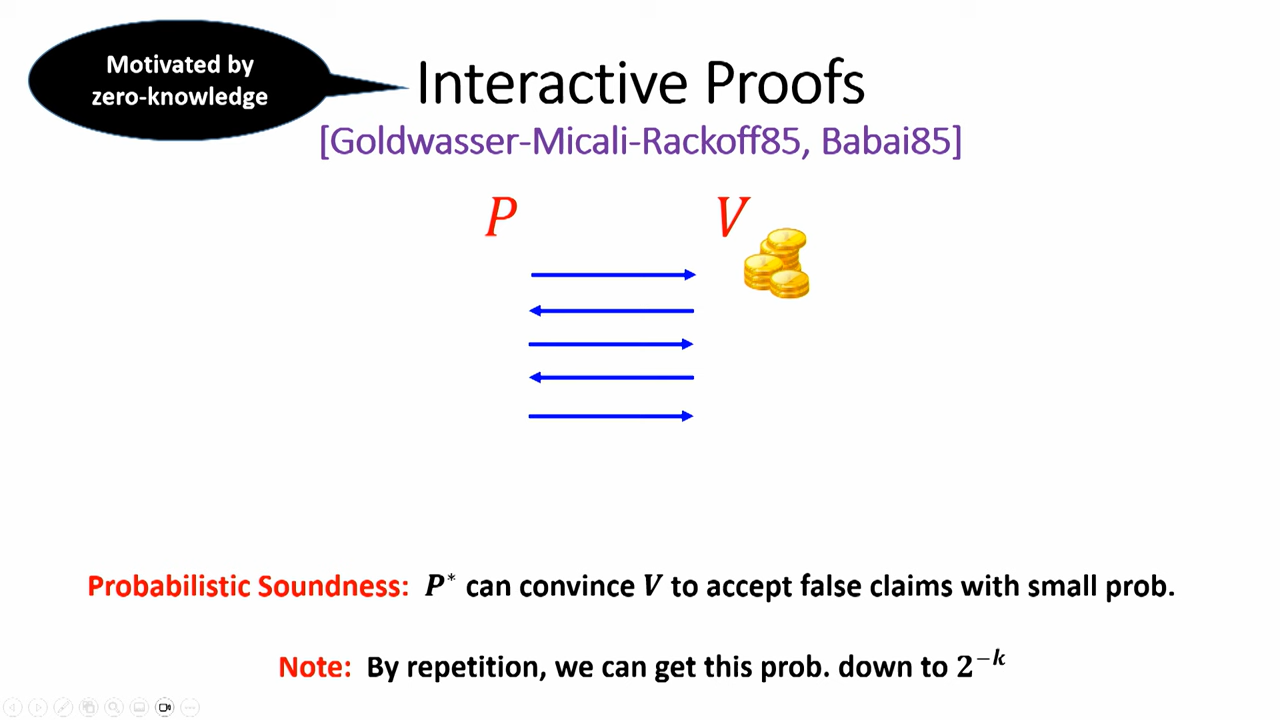 Motivated by
zero-knowledge
Interactive Proofs
[Goldwasser-Micali-Rackoff85, Babai85]
P V
Probabilistic Soundness: P* can convince V to accept false claims with small prob.
Note: By repetition, we can get this prob. down to 2⁻ᵏ